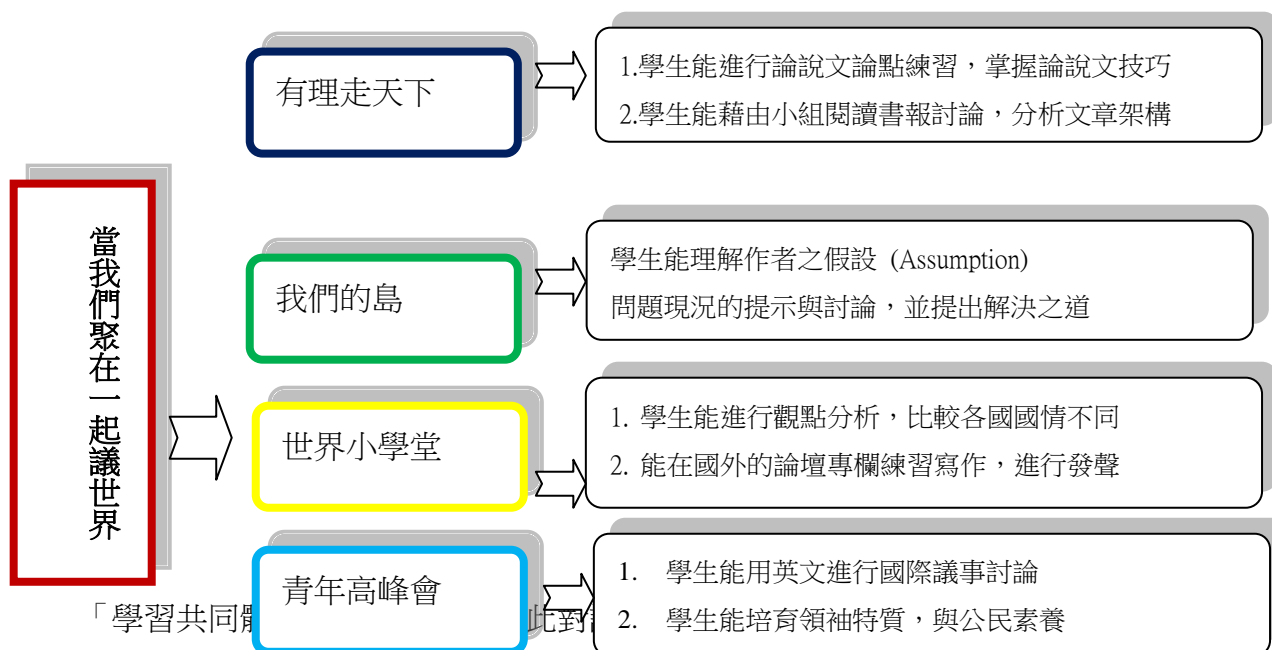 當我們聚在一起議世界
有理走天下
1.學生能進行論說文論點練習，掌握論說文技巧
2.學生能藉由小組閱讀書報討論，分析文章架構
我們的島
學生能理解作者之假設 (Assumption)
問題現況的提示與討論，並提出解決之道
世界小學堂
1. 學生能進行觀點分析，比較各國國情不同
2. 能在國外的論壇專欄練習寫作，進行發聲
青年高峰會
1. 學生能用英文進行國際議事討論
2. 學生能培育領袖特質，與公民素養
「學習共同 此對